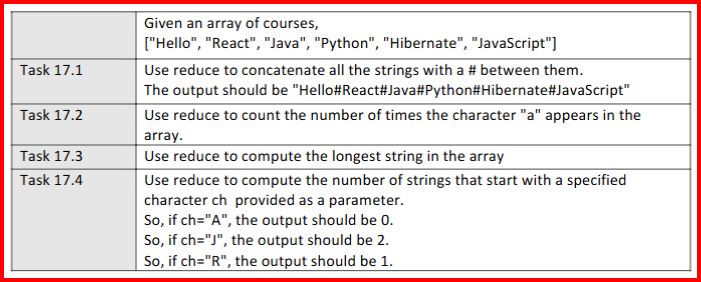 Given an array of courses,
["Hello", "React", "Java", "Python", "Hibernate", "JavaScript"]
Task 17.1
Use reduce to concatenate all the strings with a # between them.
The output should be "Hello#React#Java#Python#Hibernate#JavaScript"
Task 17.2
Use reduce to count the number of times the character "a" appears in the
array.
Task 17.3
Use reduce to compute the longest string in the array
Task 17.4
Use reduce to compute the number of strings that start with a specified
character ch provided as a parameter.
So, if ch="A", the output should be 0.
So, if ch="J", the output should be 2.
So, if ch="R", the output should be 1.